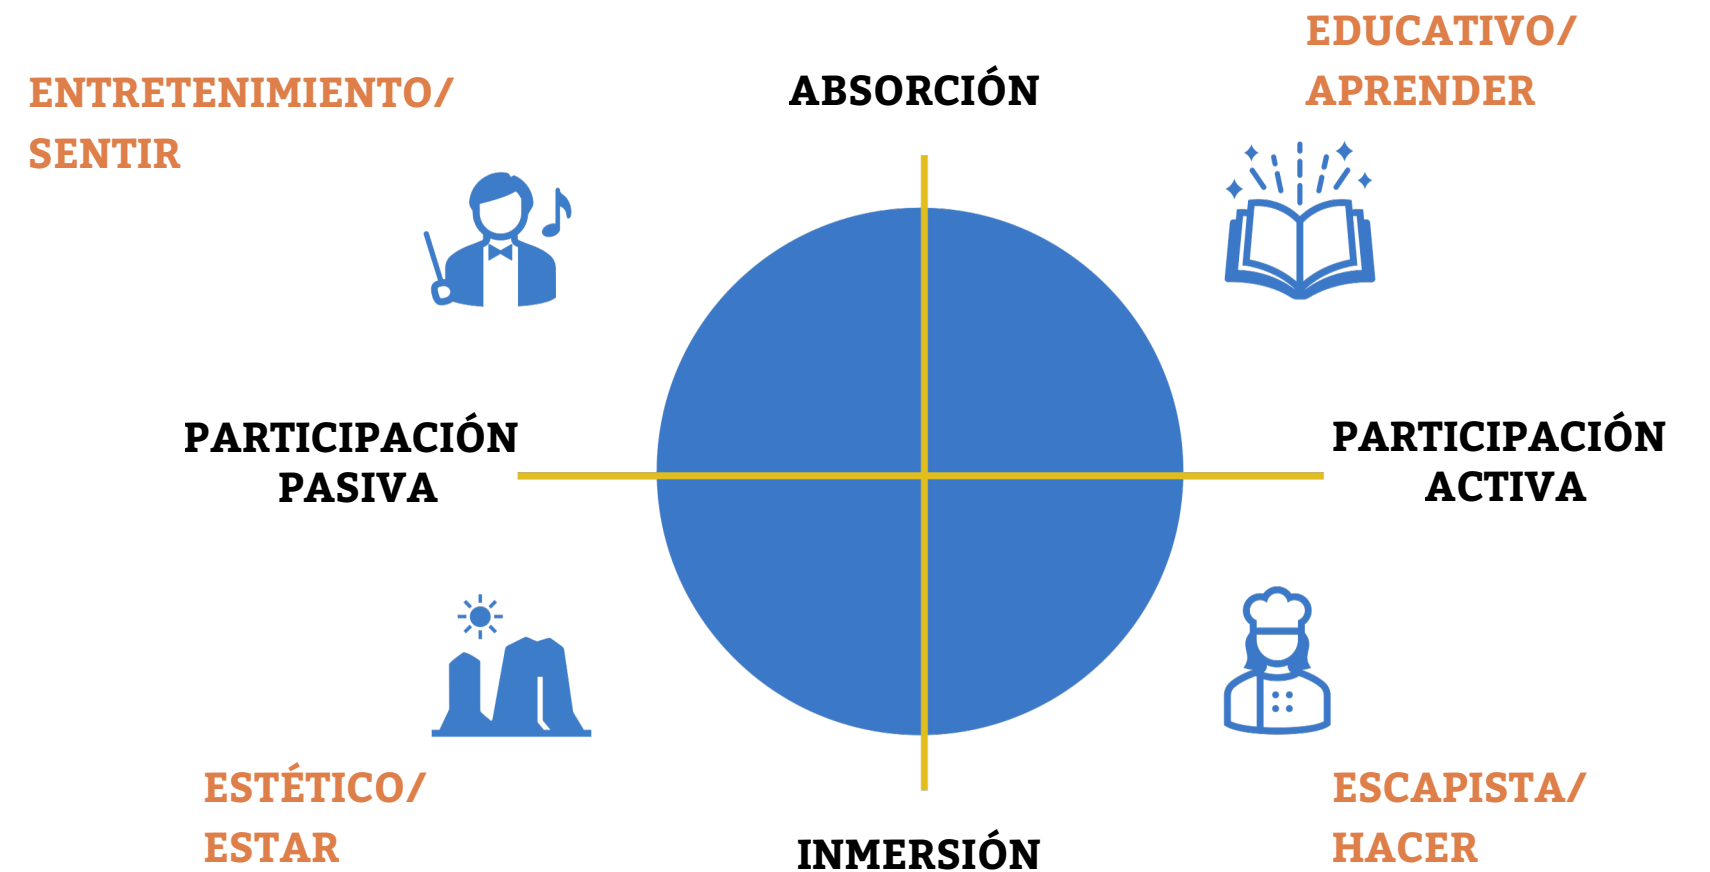 EDUCATIVO/
APRENDER
ENTRETENIMIENTO/
SENTIR
ABSORCIÓN
PARTICIPACIÓN
PASIVA
PARTICIPACIÓN
ACTIVA
ESTÉTICO/
ESTAR
INMERSIÓN
ESCAPISTA/
HACER